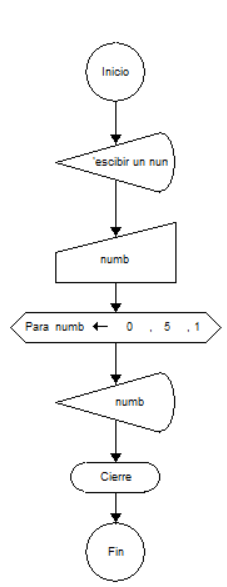 Inicio
'escibir un nun
numb
Para numb ← 0 , 5 , 1
numb
Cierre
Fin